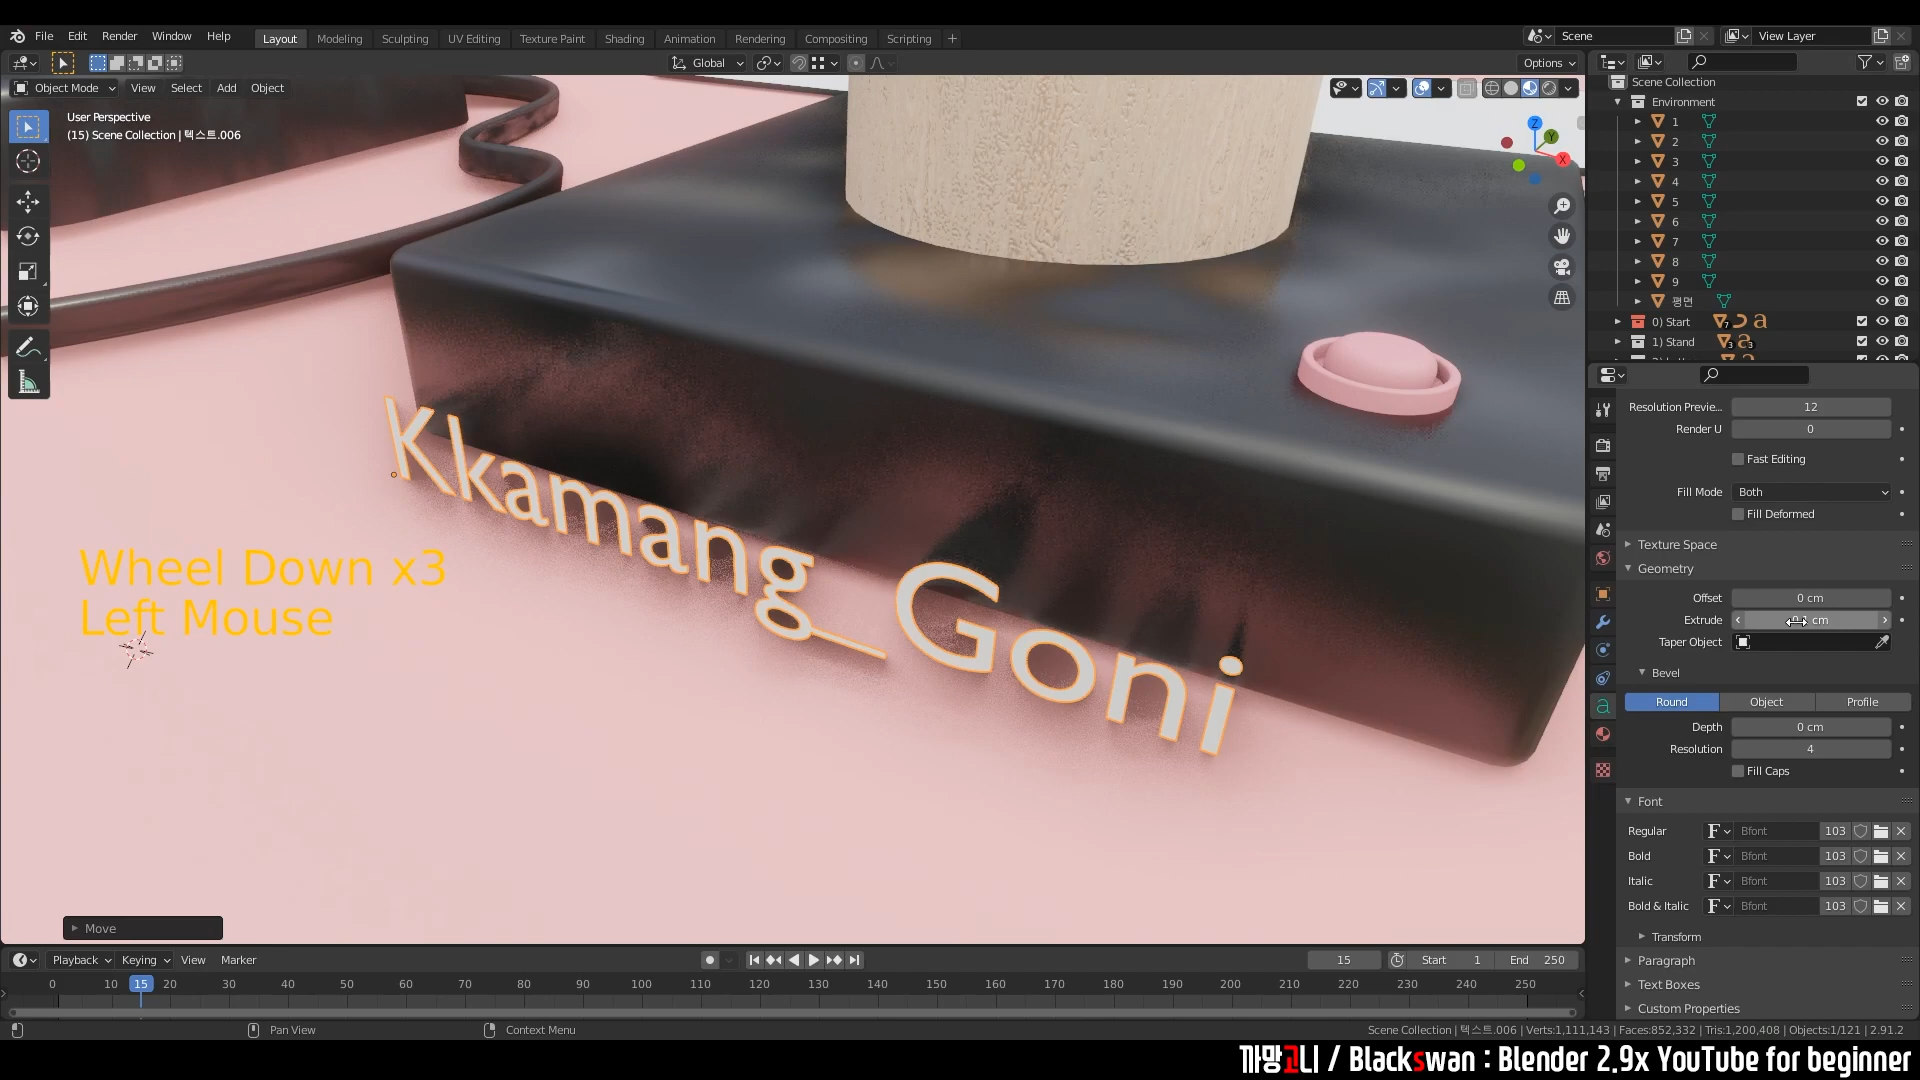 File Edit Render Window Help
Layout Modeling Sculpting UV Editing Texture Paint Shading Animation Rendering Compositing Scripting +
Scene View Layer
Global Options
Object Mode View Select Add Object
User Perspective
(15) Scene Collection | 텍스트.006
Z Y X
Scene Collection
Environment
1
2
3
4
5
6
7
8
9
평면
0) Start 7
1) Stand 3 3
Resolution Previe... 12
Render U 0
Fast Editing
Fill Mode Both
Fill Deformed
Texture Space
Geometry
Offset 0 cm
Extrude cm
Taper Object
Bevel
Round Object Profile
Depth 0 cm
Resolution 4
Fill Caps
Font
Regular Bfont 103
Bold Bfont 103
Italic Bfont 103
Bold & Italic Bfont 103
Transform
Paragraph
Text Boxes
Custom Properties
Kkamang_Goni
Wheel Down x3
Left Mouse
Move
Playback Keying View Marker
15 Start 1 End 250
0 10 15 20 30 40 50 60 70 80 90 100 110 120 130 140 150 160 170 180 190 200 210 220 230 240 250
Pan View Context Menu
Scene Collection | 텍스트.006 | Verts:1,111,143 | Faces:852,332 | Tris:1,200,408 | Objects:1/121 | 2.91.2
까망고니 / Blackswan : Blender 2.9x YouTube for beginner